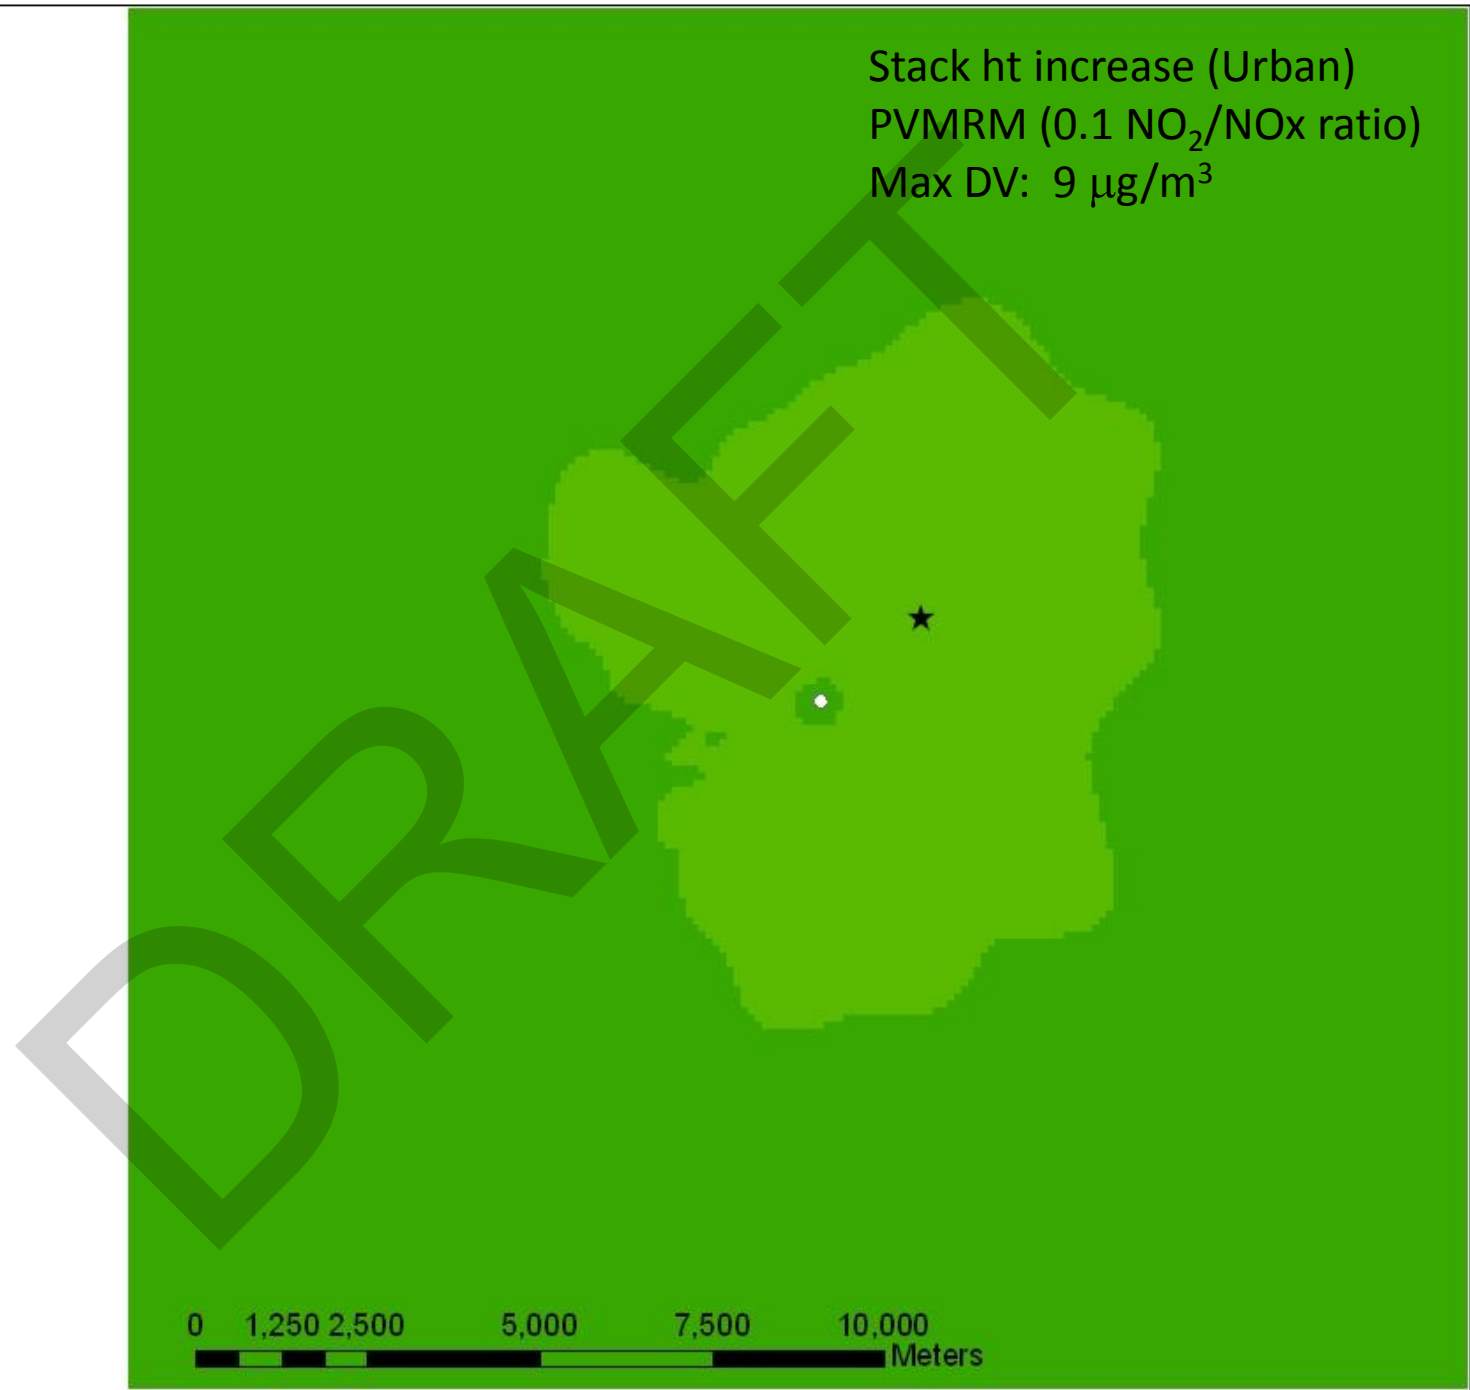 Stack ht increase (Urban)
PVMRM (0.1 NO₂/NOx ratio)
Max DV: 9 μg/m³
DRAFT
0 1,250 2,500 5,000 7,500 10,000
Meters